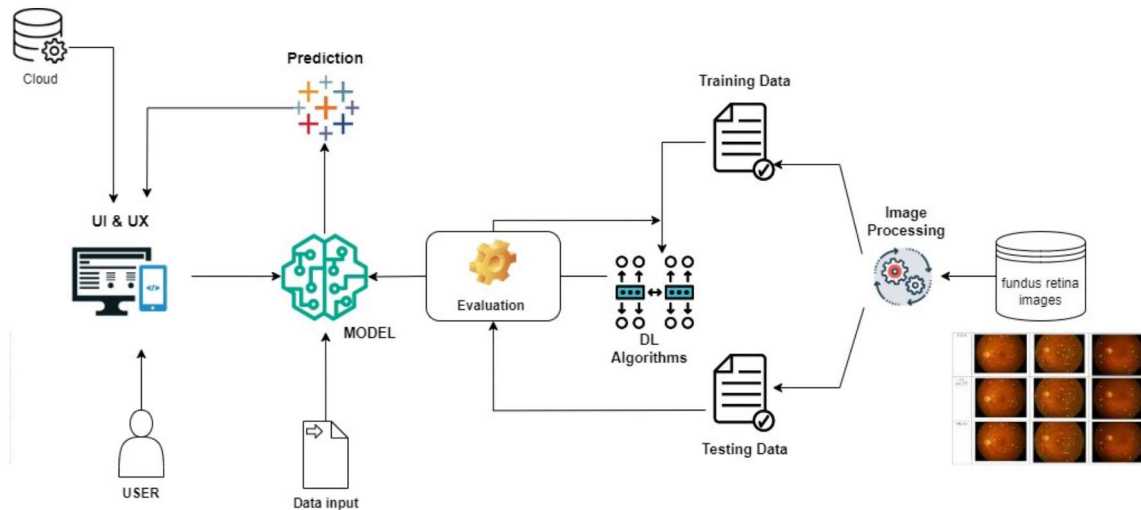 Cloud
Prediction
Training Data
UI & UX
Image
Processing
fundus retina
images
Evaluation
MODEL
DL
Algorithms
Testing Data
USER
Data input